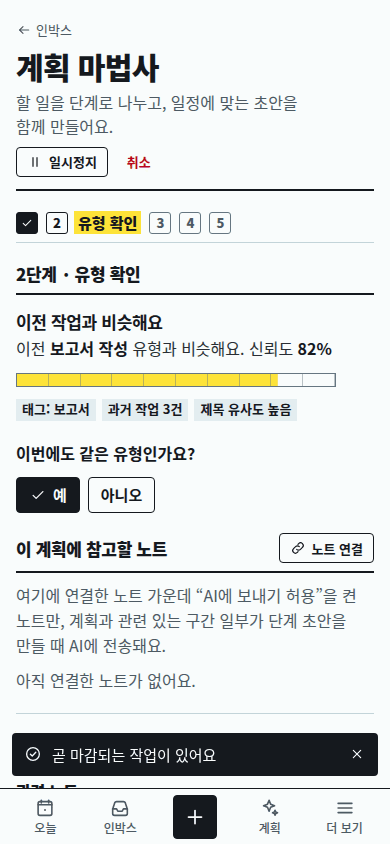 인박스
계획 마법사
할 일을 단계로 나누고, 일정에 맞는 초안을
함께 만들어요.
일시정지 취소
2 유형 확인 3 4 5
2단계 · 유형 확인
이전 작업과 비슷해요
이전 보고서 작성 유형과 비슷해요. 신뢰도 82%
태그: 보고서 과거 작업 3건 제목 유사도 높음
이번에도 같은 유형인가요?
예 아니오
이 계획에 참고할 노트 노트 연결
여기에 연결한 노트 가운데 “AI에 보내기 허용”을 켠
노트만, 계획과 관련 있는 구간 일부가 단계 초안을
만들 때 AI에 전송돼요.
아직 연결한 노트가 없어요.
곧 마감되는 작업이 있어요
오늘 인박스 계획 더 보기